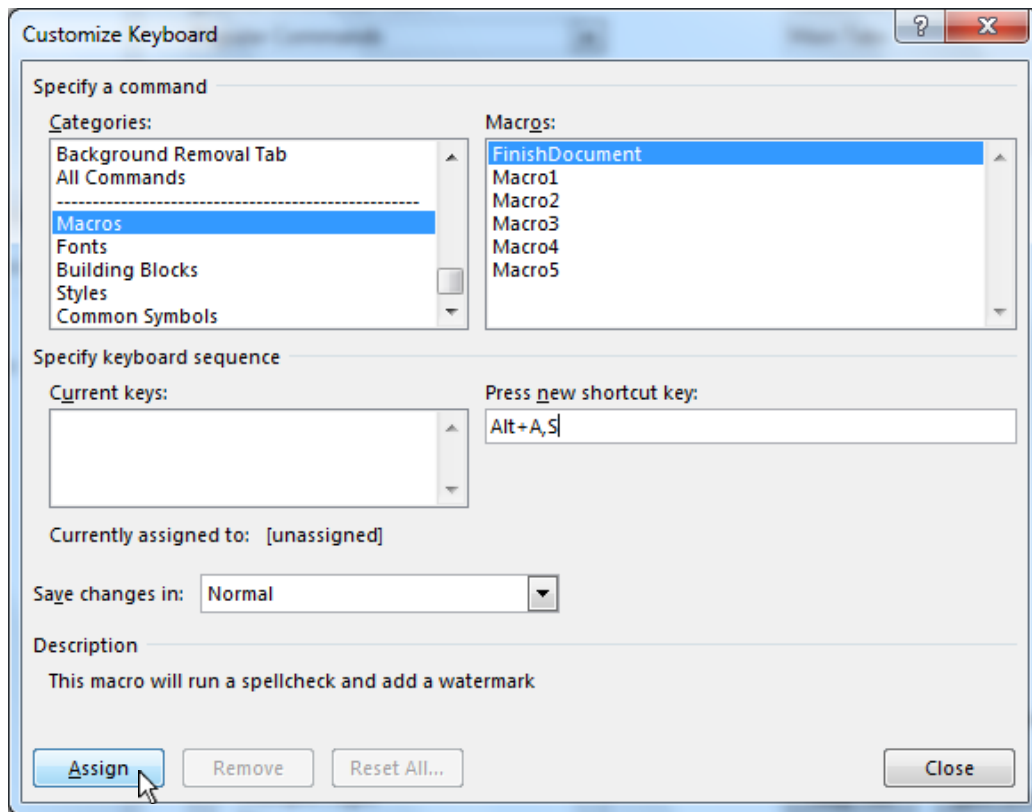 Customize Keyboard
Specify a command
Categories:
Macros:
Background Removal Tab
All Commands
Macros
Fonts
Building Blocks
Styles
Common Symbols
FinishDocument
Macro1
Macro2
Macro3
Macro4
Macro5
Specify keyboard sequence
Current keys:
Press new shortcut key:
Alt+A,S
Currently assigned to: [unassigned]
Save changes in: Normal
Description
This macro will run a spellcheck and add a watermark
Assign Remove Reset All... Close